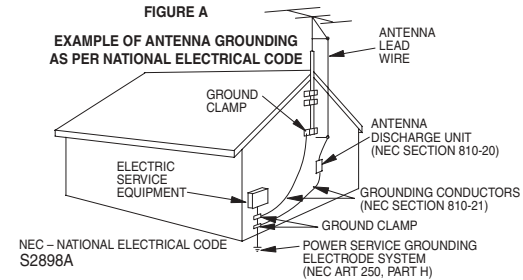 FIGURE A
EXAMPLE OF ANTENNA GROUNDING
AS PER NATIONAL ELECTRICAL CODE
ANTENNA
LEAD
WIRE
GROUND
CLAMP
ANTENNA
DISCHARGE UNIT
(NEC SECTION 810-20)
ELECTRIC
SERVICE
EQUIPMENT
GROUNDING CONDUCTORS
(NEC SECTION 810-21)
GROUND CLAMP
POWER SERVICE GROUNDING
ELECTRODE SYSTEM
(NEC ART 250, PART H)
NEC – NATIONAL ELECTRICAL CODE
S2898A